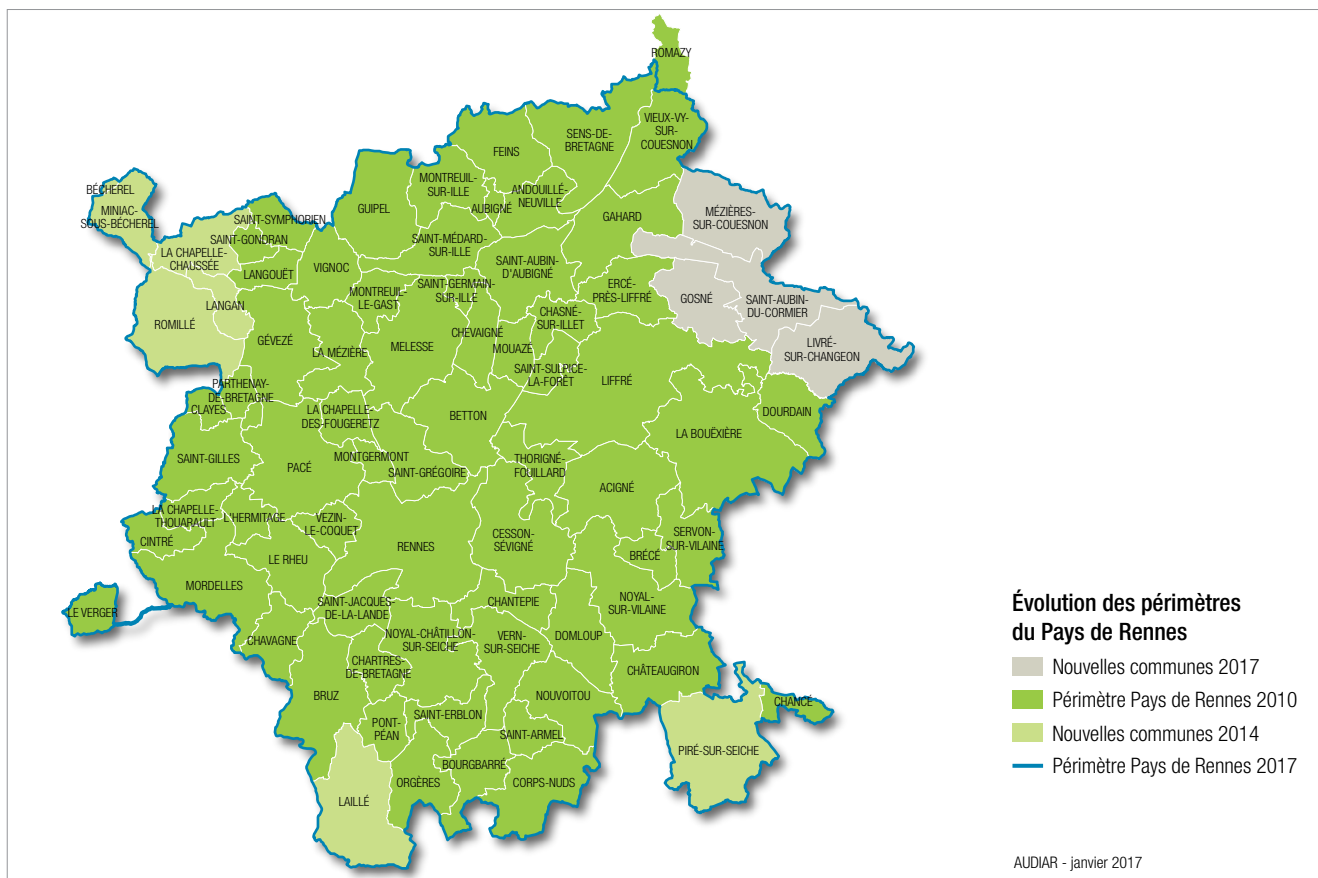 ROMAZY
VIEUX-VY-
SUR-
COUESNON
SENS-DE-
BRETAGNE
FEINS
MONTREUIL-
SUR-ILLE
ANDOUILLÉ-
NEUVILLE
BÉCHEREL
MINIAC-
SOUS-BÉCHEREL
GUIPEL
AUBIGNÉ
GAHARD
MÉZIÈRES-
SUR-COUESNON
SAINT-SYMPHORIEN
SAINT-GONDRAN
SAINT-MÉDARD-
SUR-ILLE
LA CHAPELLE-
CHAUSSÉE
LANGOUËT
VIGNOC
SAINT-AUBIN-
D'AUBIGNÉ
MONTREUIL-
LE-GAST
SAINT-GERMAIN-
SUR-ILLE
ERCÉ-
PRÈS-LIFFRÉ
GOSNÉ
SAINT-AUBIN-
DU-CORMIER
LANGAN
ROMILLÉ
CHASNÉ-
SUR-ILLET
GÉVEZÉ
LA MÉZIÈRE
MELESSE
CHEVAIGNÉ
MOUAZÉ
LIVRÉ-
SUR-CHANGEON
SAINT-SULPICE-
LA-FORÊT
LIFFRÉ
PARTHENAY-
DE-BRETAGNE
CLAYES
LA CHAPELLE-
DES-FOUGERETZ
BETTON
DOURDAIN
LA BOUËXIÈRE
SAINT-GILLES
PACÉ
MONTGERMONT
SAINT-GRÉGOIRE
THORIGNÉ-
FOUILLARD
ACIGNÉ
LA CHAPELLE-
THOUARAULT
L'HERMITAGE
VEZIN-
LE-COQUET
CINTRÉ
LE RHEU
RENNES
CESSON-
SÉVIGNÉ
BRÉCÉ
SERVON-
SUR-VILAINE
MORDELLES
LE VERGER
SAINT-JACQUES-
DE-LA-LANDE
CHANTEPIE
NOYAL-
SUR-VILAINE
CHAVAGNE
NOYAL-CHÂTILLON-
SUR-SEICHE
VERN-
SUR-SEICHE
DOMLOUP
CHARTRES-
DE-BRETAGNE
CHÂTEAUGIRON
BRUZ
NOUVOITOU
CHANCÉ
PONT-
PÉAN
SAINT-ERBLON
SAINT-ARMEL
PIRÉ-SUR-SEICHE
BOURGBARRÉ
ORGÈRES
CORPS-NUDS
LAILLÉ
Évolution des périmètres
du Pays de Rennes
Nouvelles communes 2017
Périmètre Pays de Rennes 2010
Nouvelles communes 2014
Périmètre Pays de Rennes 2017
AUDIAR - janvier 2017